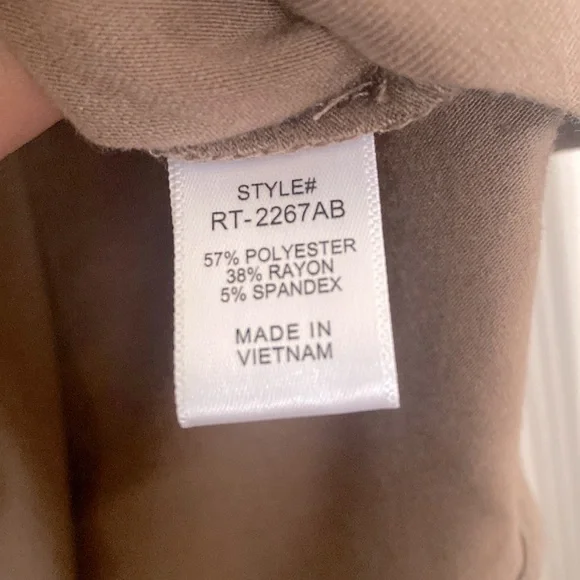 STYLE#
RT-2267AB
57% POLYESTER
38% RAYON
5% SPANDEX
MADE IN
VIETNAM